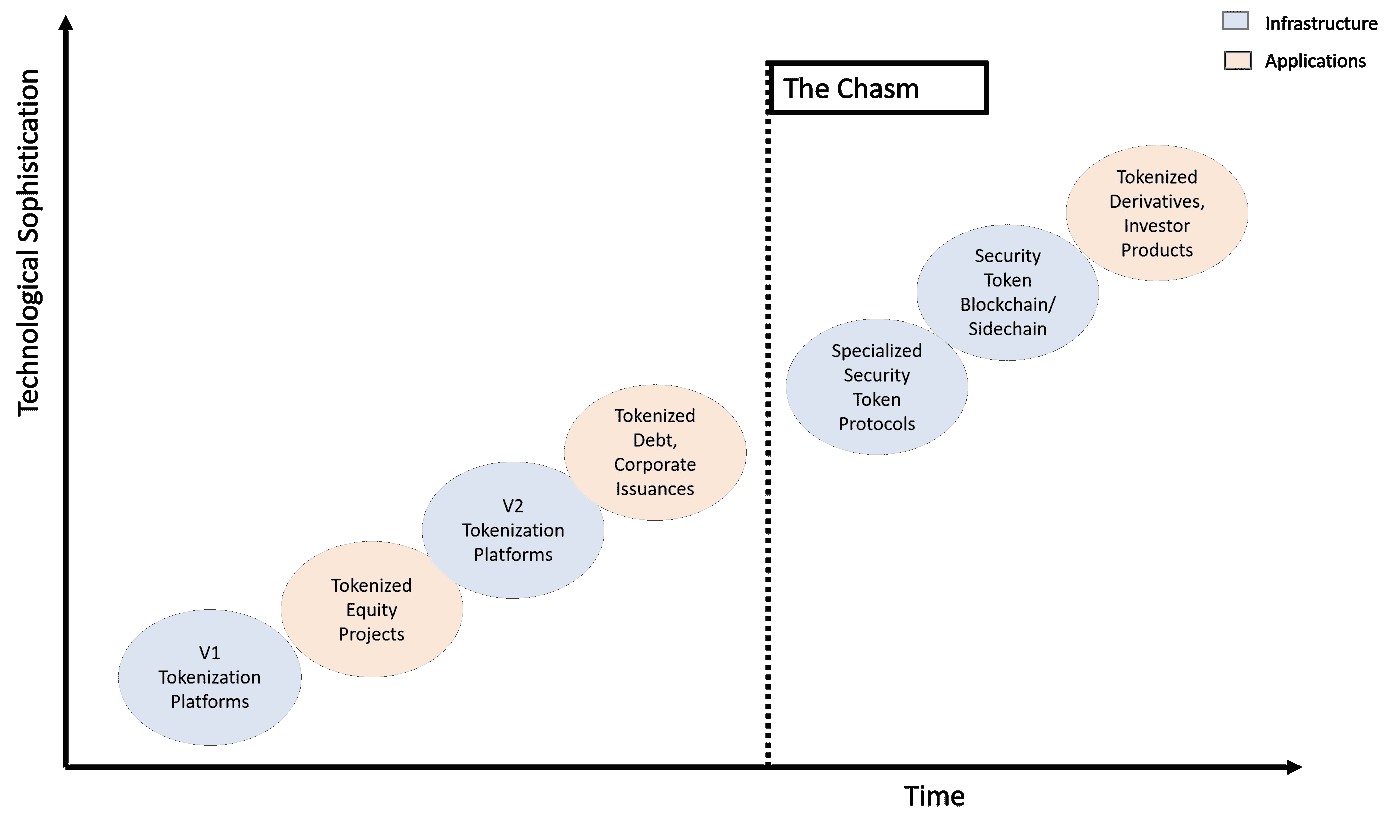 Infrastructure
Applications
The Chasm
Technological Sophistication
Tokenized
Derivatives,
Investor
Products
Security
Token
Blockchain/
Sidechain
Specialized
Security
Token
Protocols
Tokenized
Debt,
Corporate
Issuances
V2
Tokenization
Platforms
Tokenized
Equity
Projects
V1
Tokenization
Platforms
Time